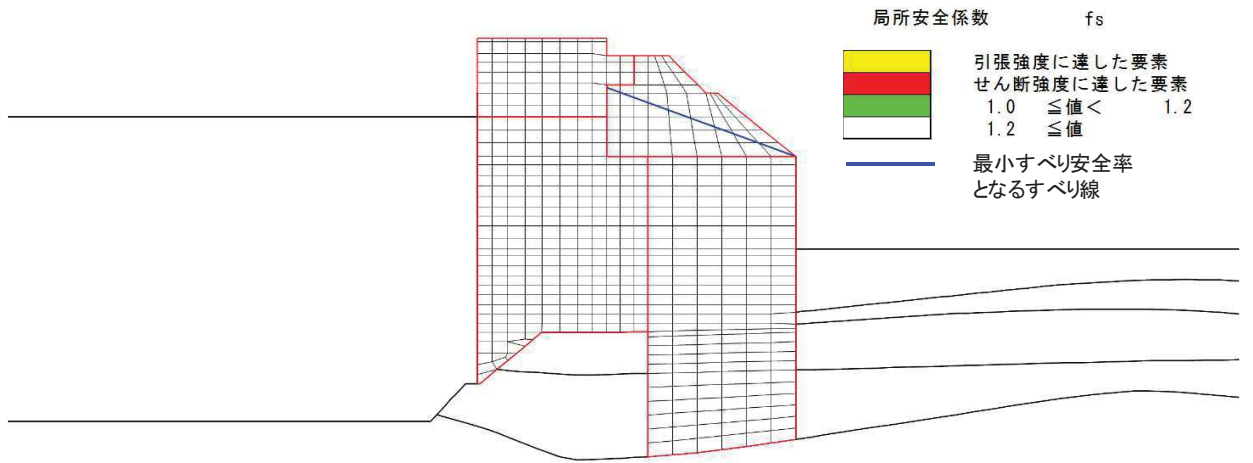 局所安全係数 fs
引張強度に達した要素
せん断強度に達した要素
1.0 ≦値< 1.2
1.2 ≦値
最小すべり安全率
となるすべり線